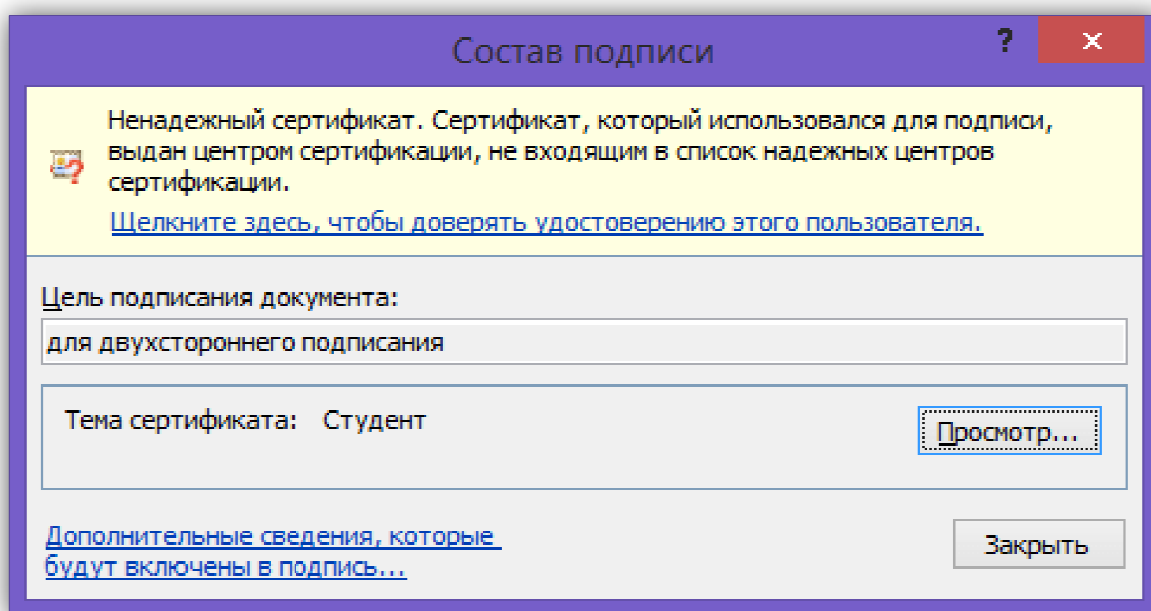 Состав подписи
?
×
Ненадежный сертификат. Сертификат, который использовался для подписи,
выдан центром сертификации, не входящим в список надежных центров
сертификации.
Щелкните здесь, чтобы доверять удостоверению этого пользователя.
Цель подписания документа:
для двухстороннего подписания
Тема сертификата: Студент
Просмотр...
Дополнительные сведения, которые
будут включены в подпись...
Закрыть